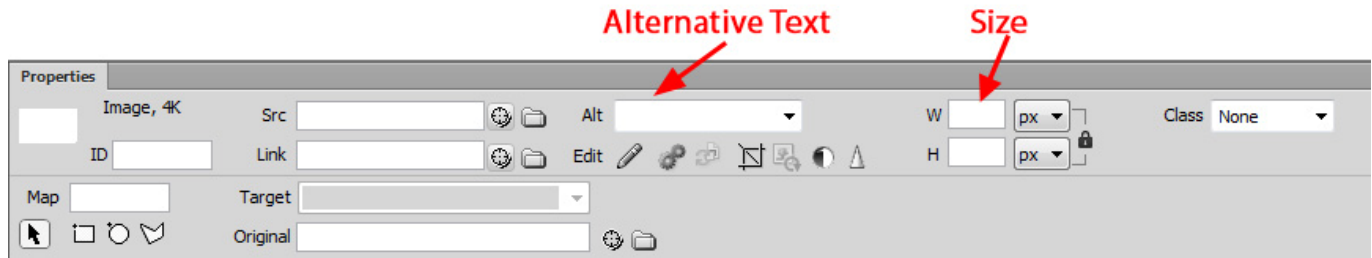 Alternative Text Size
Properties
Image, 4K Src Alt W px Class None
ID Link Edit H px
Map Target
Original